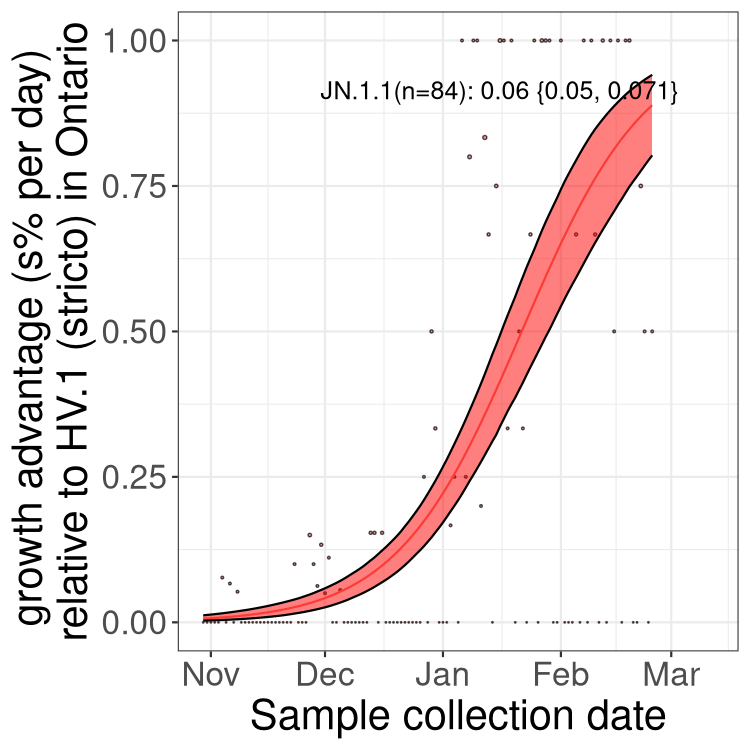 growth advantage (s% per day)
relative to HV.1 (stricto) in Ontario
1.00
0.75
0.50
0.25
0.00
JN.1.1(n=84): 0.06 {0.05, 0.071}
Nov Dec Jan Feb Mar
Sample collection date